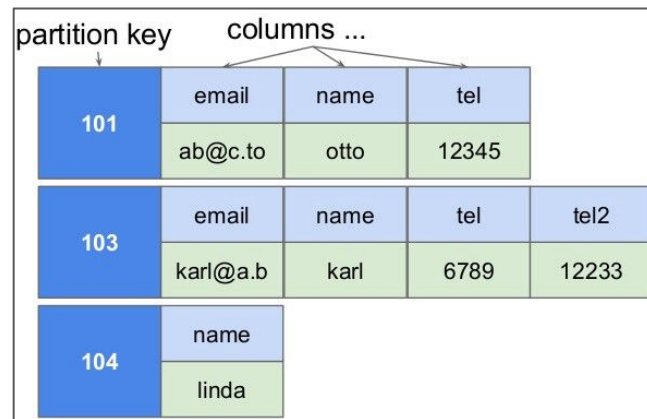 partition key columns ...
101 email name tel
ab@c.to otto 12345
103 email name tel tel2
karl@a.b karl 6789 12233
104 name
linda